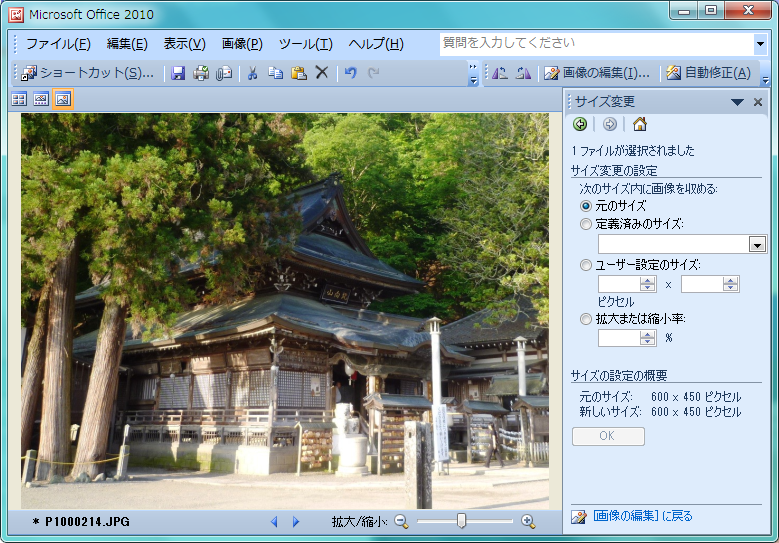 Microsoft Office 2010
ファイル(F) 編集(E) 表示(V) 画像(P) ツール(T) ヘルプ(H) 質問を入力してください
ショートカット(S)... 画像の編集(I)... 自動修正(A)
サイズ変更
1 ファイルが選択されました
サイズ変更の設定
次のサイズ内に画像を収める:
元のサイズ
定義済みのサイズ:
ユーザー設定のサイズ:
x
ピクセル
拡大または縮小率:
%
サイズの設定の概要
元のサイズ: 600 x 450 ピクセル
新しいサイズ: 600 x 450 ピクセル
OK
[画像の編集] に戻る
* P1000214.JPG 拡大/縮小: